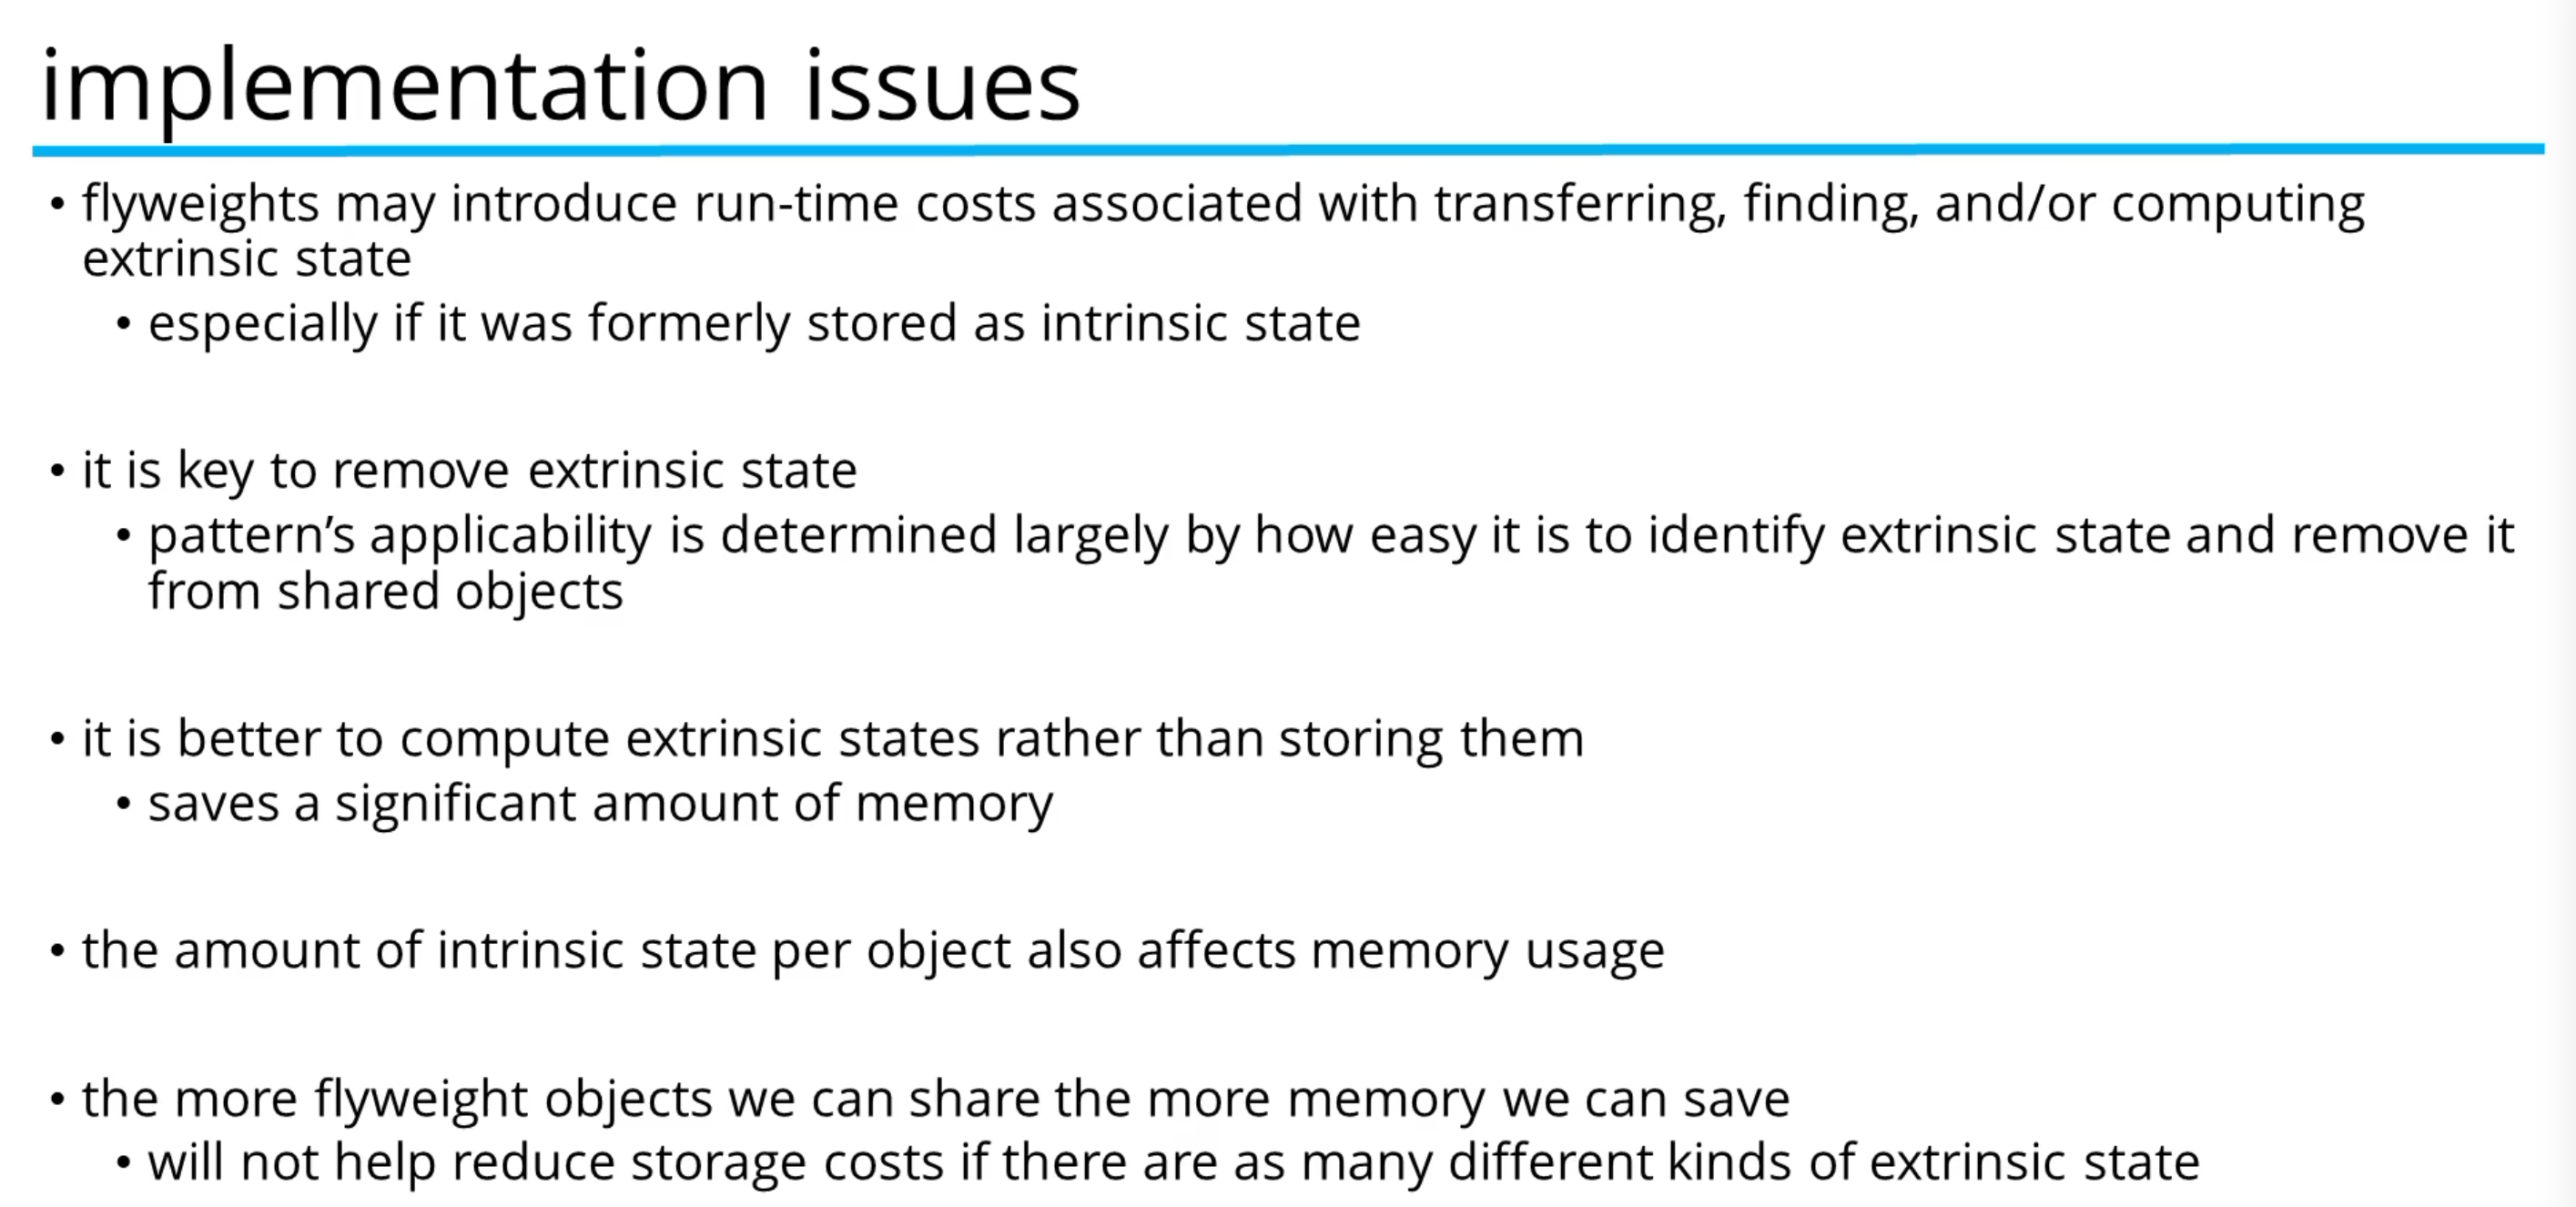 implementation issues
• flyweights may introduce run-time costs associated with transferring, finding, and/or computing
extrinsic state
• especially if it was formerly stored as intrinsic state
• it is key to remove extrinsic state
• pattern’s applicability is determined largely by how easy it is to identify extrinsic state and remove it
from shared objects
• it is better to compute extrinsic states rather than storing them
• saves a significant amount of memory
• the amount of intrinsic state per object also affects memory usage
• the more flyweight objects we can share the more memory we can save
• will not help reduce storage costs if there are as many different kinds of extrinsic state